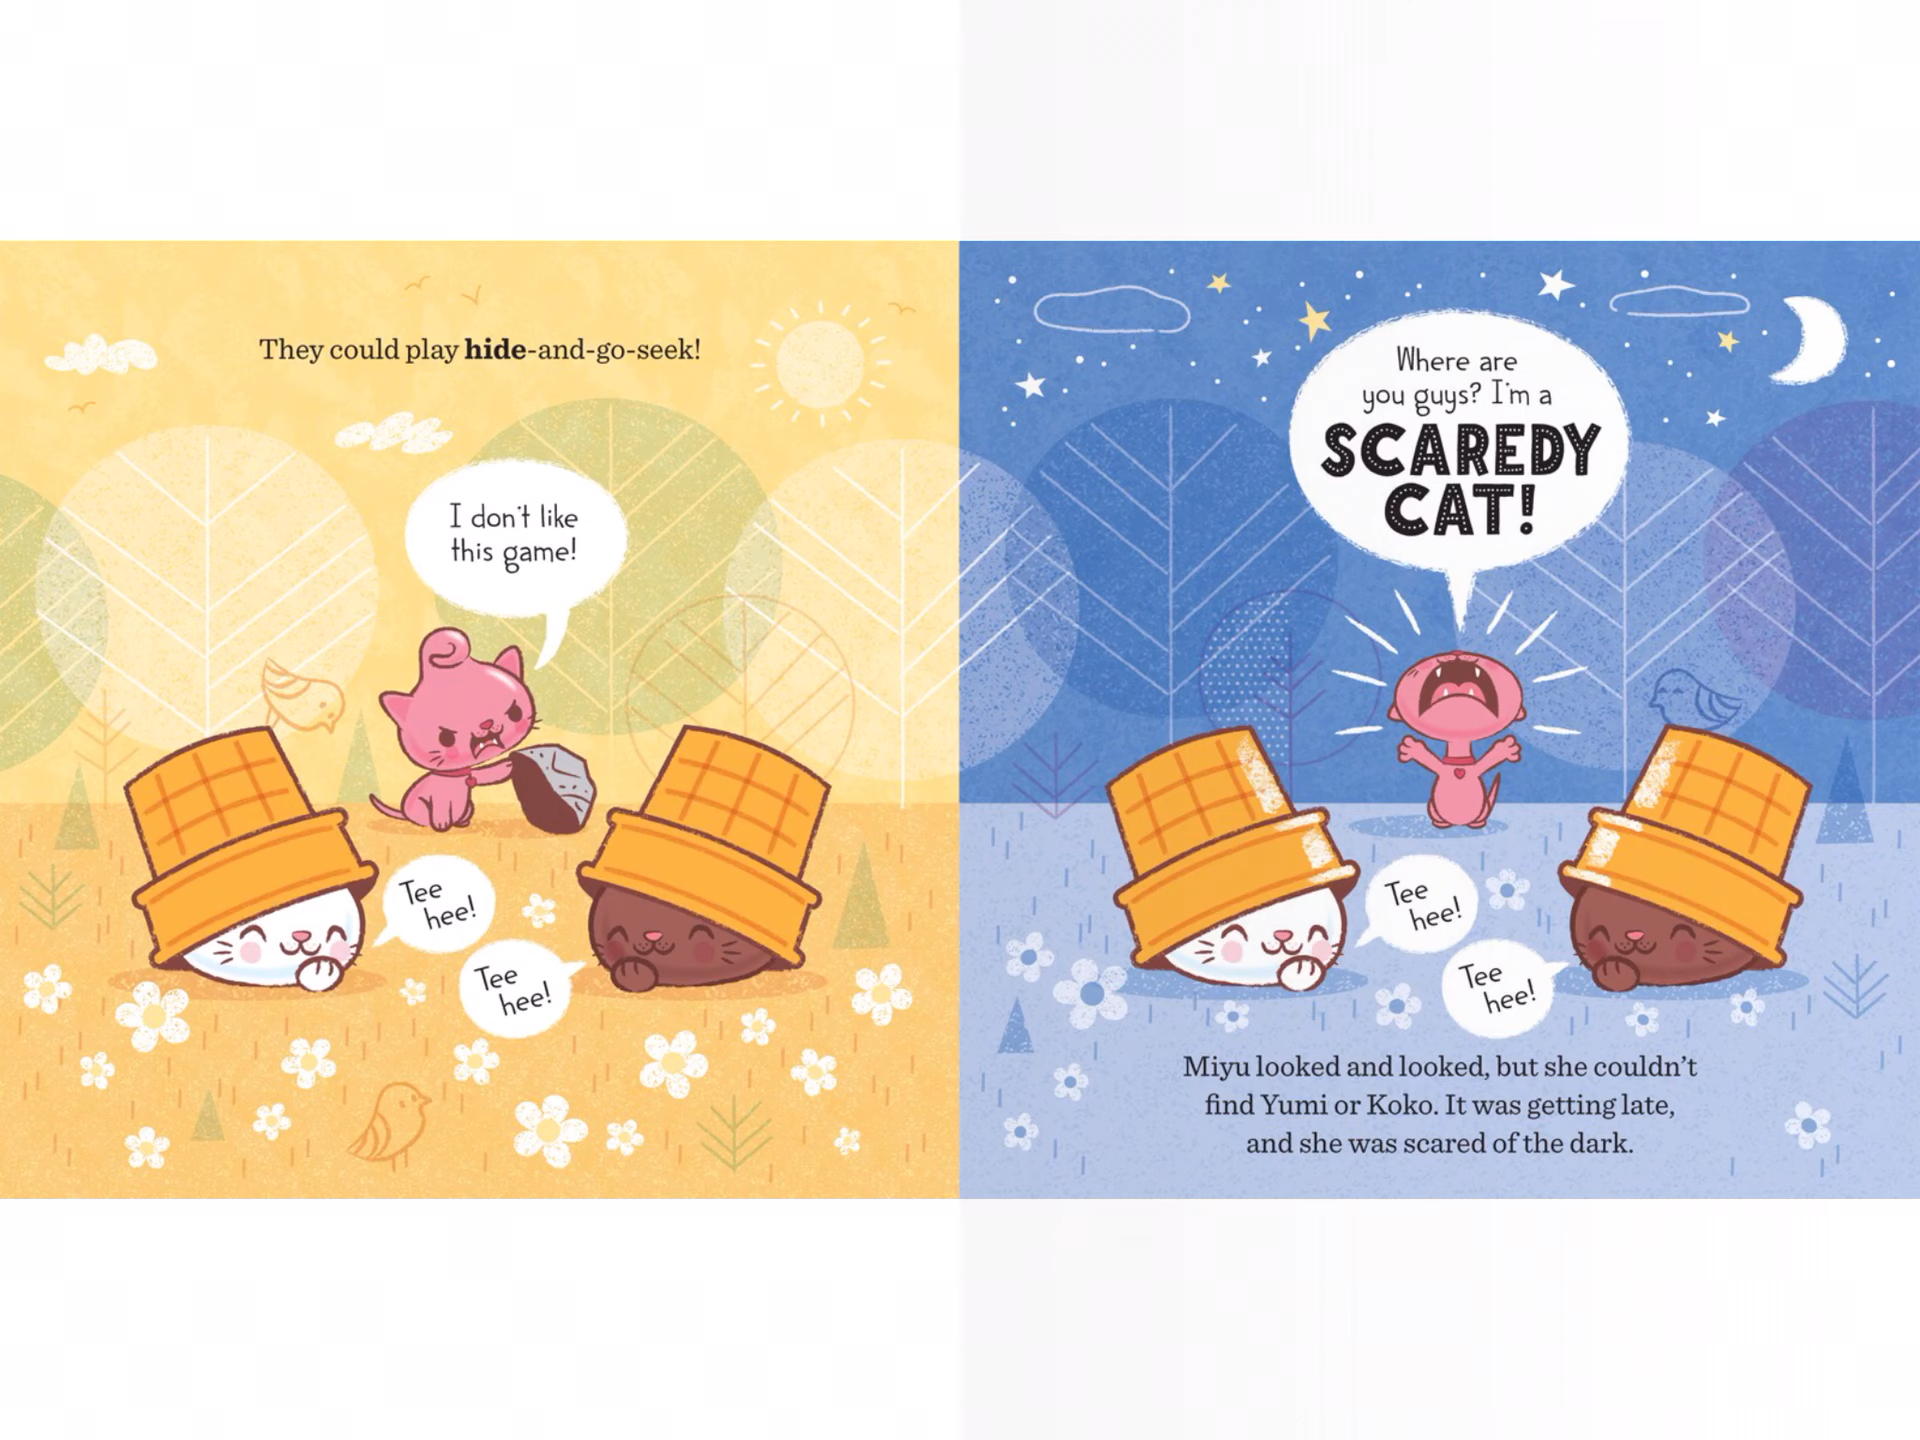 They could play hide-and-go-seek!
I don't like
this game!
Tee
hee!
Tee
hee!
Where are
you guys? I'm a
SCAREDY
CAT!
Tee
hee!
Tee
hee!
Miyu looked and looked, but she couldn't
find Yumi or Koko. It was getting late,
and she was scared of the dark.